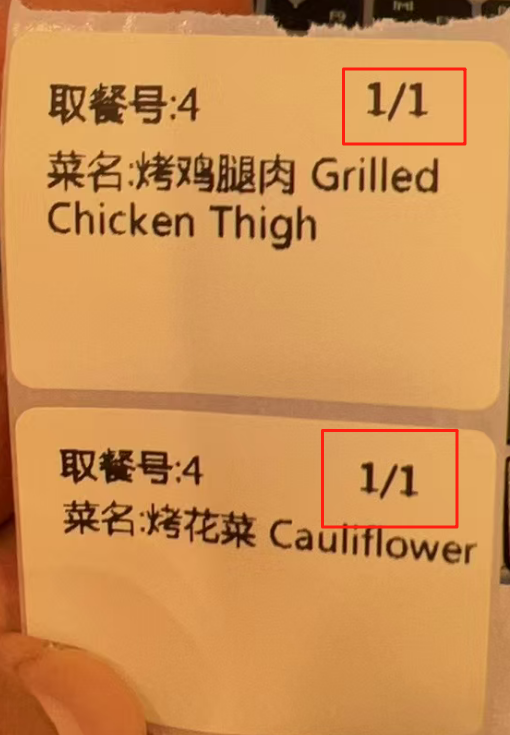 取餐号:4 1/1
菜名:烤鸡腿肉 Grilled
Chicken Thigh
取餐号:4 1/1
菜名:烤花菜 Cauliflower